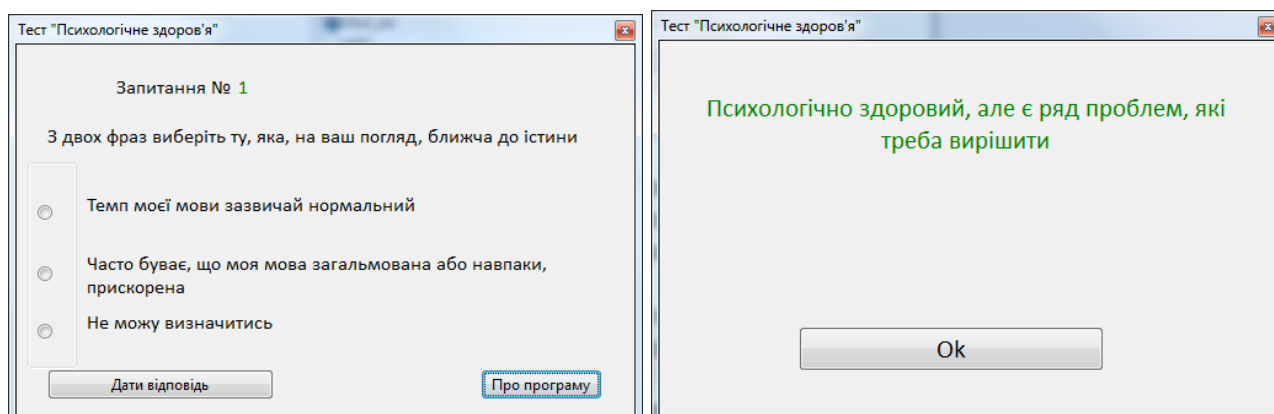 Тест "Психологічне здоров'я"
Запитання № 1
З двох фраз виберіть ту, яка, на ваш погляд, ближча до істини
Темп моєї мови зазвичай нормальний
Часто буває, що моя мова загальмована або навпаки,
прискорена
Не можу визначитись
Дати відповідь
Про програму
Тест "Психологічне здоров'я"
Психологічно здоровий, але є ряд проблем, які
треба вирішити
Ok